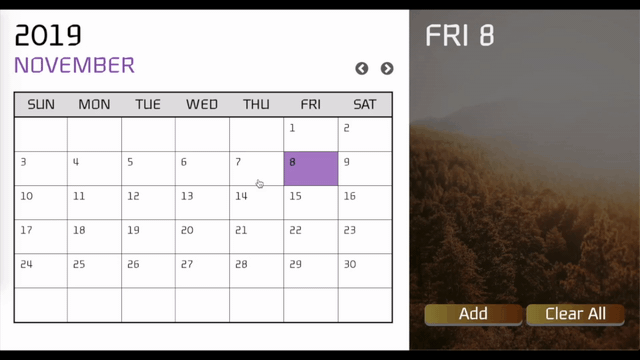 2019
NOVEMBER
SUN MON TUE WED THU FRI SAT
1 2
3 4 5 6 7 8 9
10 11 12 13 14 15 16
17 18 19 20 21 22 23
24 25 26 27 28 29 30
FRI 8
Add Clear All